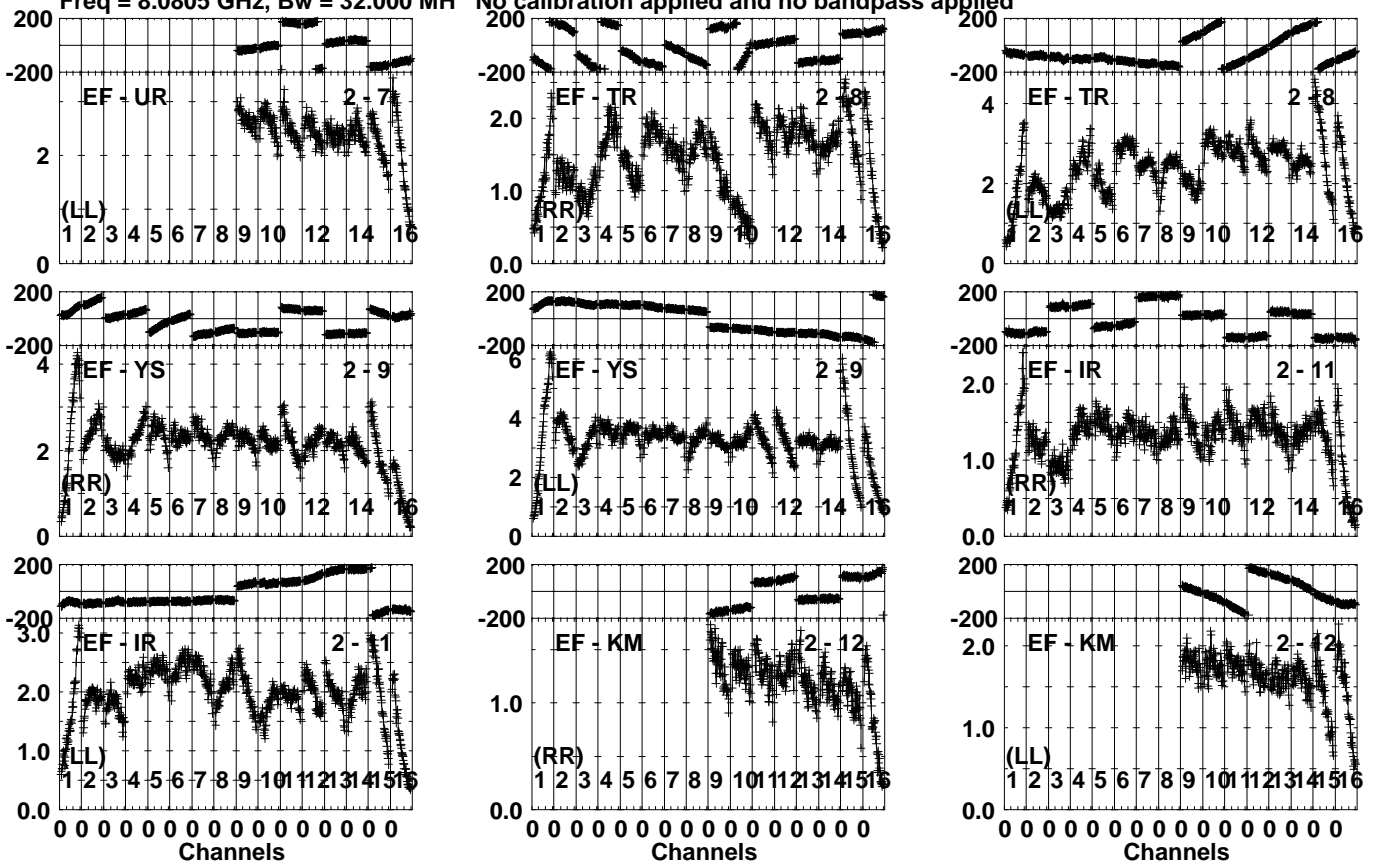 Freq = 8.0805 GHz, Bw = 32.000 MH No calibration applied and no bandpass applied
200 200 200
-200 -200 -200
EF - UR 2 - 7 EF - TR 2 - 8 EF - TR 2 - 8
2 2.0 4
1.0 2
(LL) (RR) (LL)
1 2 3 4 5 6 7 8 9 10 12 14 16 1 2 3 4 5 6 7 8 9 10 12 14 16 1 2 3 4 5 6 7 8 9 10 12 14 16
0 0.0 0
200 200 200
-200 -200 -200
4 6
EF - YS 2 - 9 EF - YS 2 - 9 EF - IR 2 - 11
2.0
2 4 1.0
2
(RR) (LL) (RR)
1 2 3 4 5 6 7 8 9 10 12 14 16 1 2 3 4 5 6 7 8 9 10 12 14 16 1 2 3 4 5 6 7 8 9 10 12 14 16
0 0 0.0
200 200 200
-200 -200 -200
3.0
EF - IR 2 - 11 EF - KM 2 - 12 EF - KM 2 - 12
2.0 2.0
1.0 1.0 1.0
(LL) (RR) (LL)
1 2 3 4 5 6 7 8 9 10 11 12 13 14 15 16 1 2 3 4 5 6 7 8 9 10 11 12 13 14 15 16 1 2 3 4 5 6 7 8 9 10 11 12 13 14 15 16
0.0 0.0 0.0
0 0 0 0 0 0 0 0 0 0 0 0 0 0 0 0 0 0 0 0 0 0 0 0 0 0 0 0 0 0 0 0 0 0 0 0 0 0 0 0 0 0 0 0 0 0 0 0
Channels Channels Channels